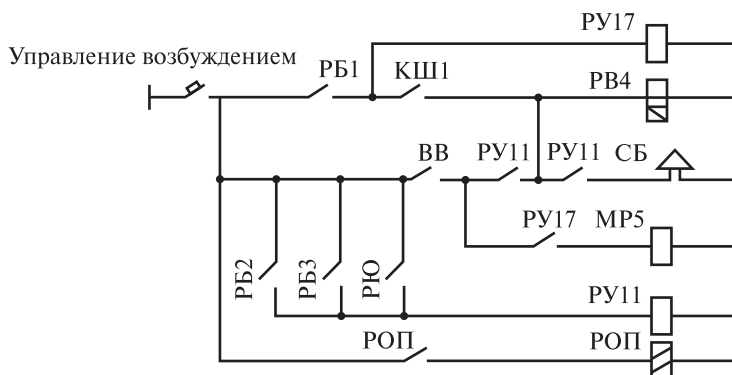 РУ17
Управление возбуждением
РБ1
КШ1
РВ4
ВВ
РУ11
РУ11
СБ
РУ17
МР5
РБ2
РБ3
РЮ
РУ11
РОП
РОП